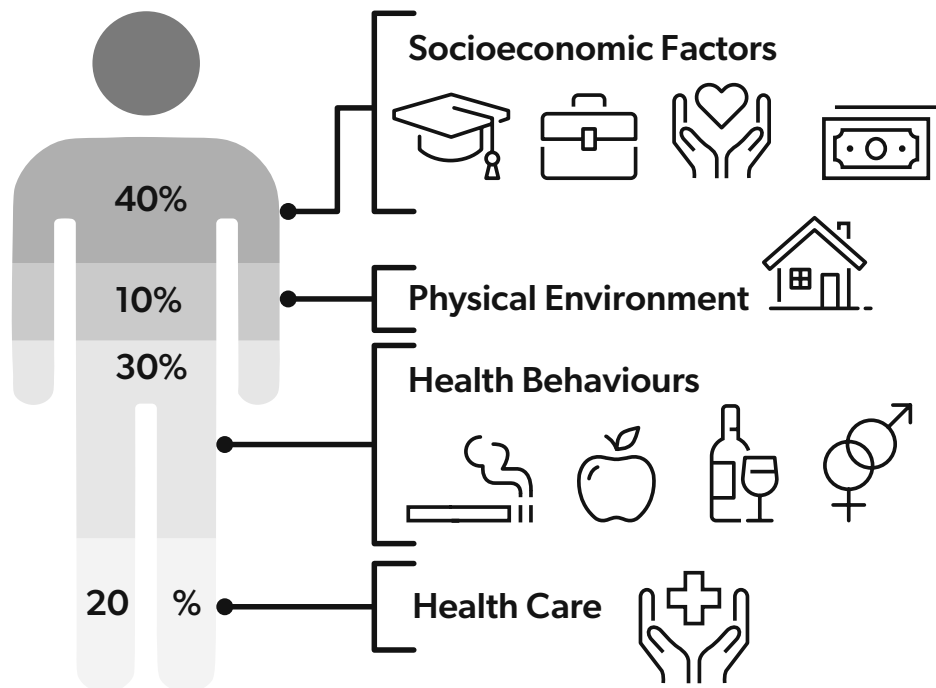 Socioeconomic Factors
40%
10%
Physical Environment
30%
Health Behaviours
20 %
Health Care